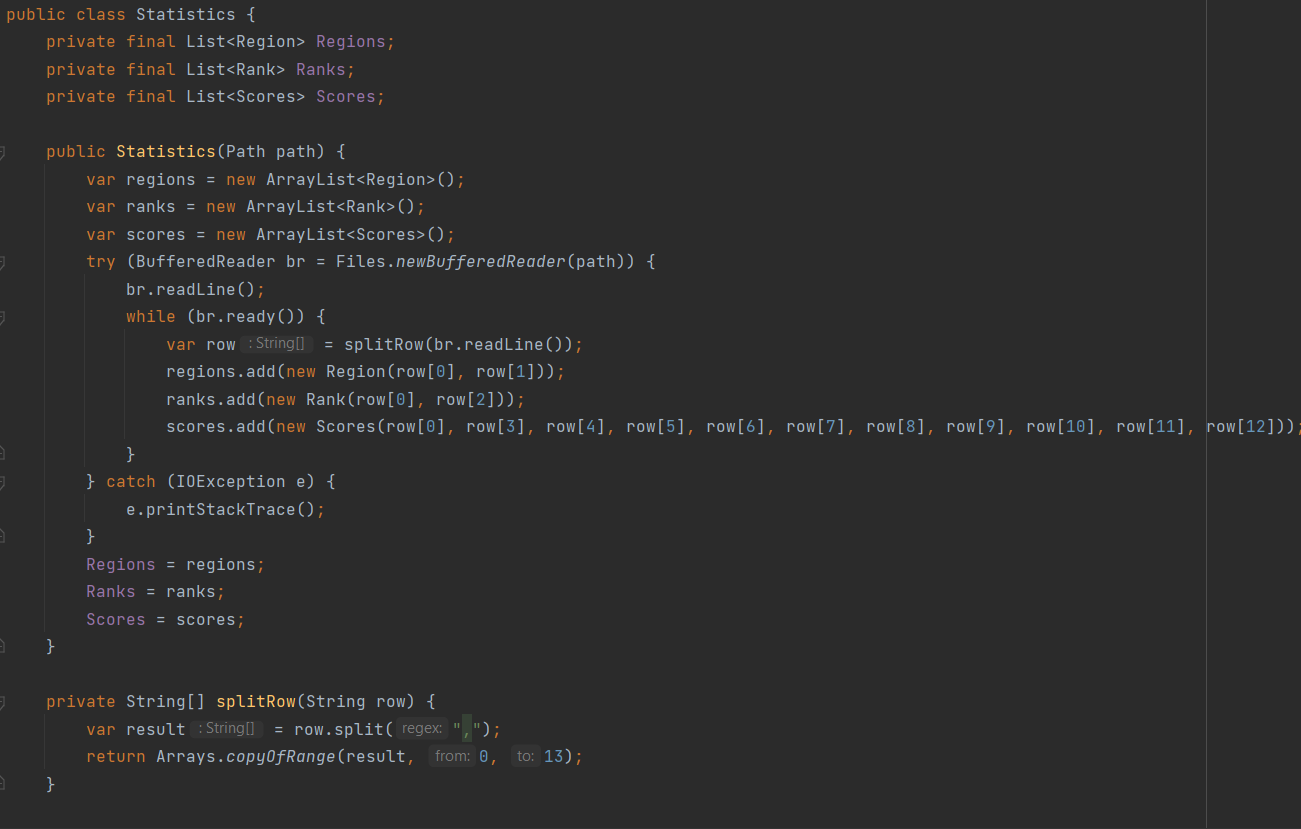 public class Statistics {
    private final List<Region> Regions;
    private final List<Rank> Ranks;
    private final List<Scores> Scores;

    public Statistics(Path path) {
        var regions = new ArrayList<Region>();
        var ranks = new ArrayList<Rank>();
        var scores = new ArrayList<Scores>();
        try (BufferedReader br = Files.newBufferedReader(path)) {
            br.readLine();
            while (br.ready()) {
                var row : String[] = splitRow(br.readLine());
                regions.add(new Region(row[0], row[1]));
                ranks.add(new Rank(row[0], row[2]));
                scores.add(new Scores(row[0], row[3], row[4], row[5], row[6], row[7], row[8], row[9], row[10], row[11], row[12]));
            }
        } catch (IOException e) {
            e.printStackTrace();
        }
        Regions = regions;
        Ranks = ranks;
        Scores = scores;
    }

    private String[] splitRow(String row) {
        var result : String[] = row.split( regex: ",");
        return Arrays.copyOfRange(result, from: 0, to: 13);
    }